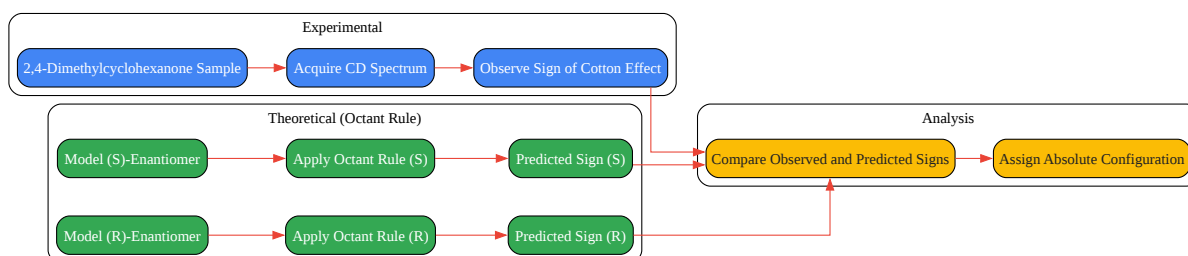 Experimental
2,4-Dimethylcyclohexanone Sample
Acquire CD Spectrum
Observe Sign of Cotton Effect
Theoretical (Octant Rule)
Model (S)-Enantiomer
Apply Octant Rule (S)
Predicted Sign (S)
Model (R)-Enantiomer
Apply Octant Rule (R)
Predicted Sign (R)
Analysis
Compare Observed and Predicted Signs
Assign Absolute Configuration